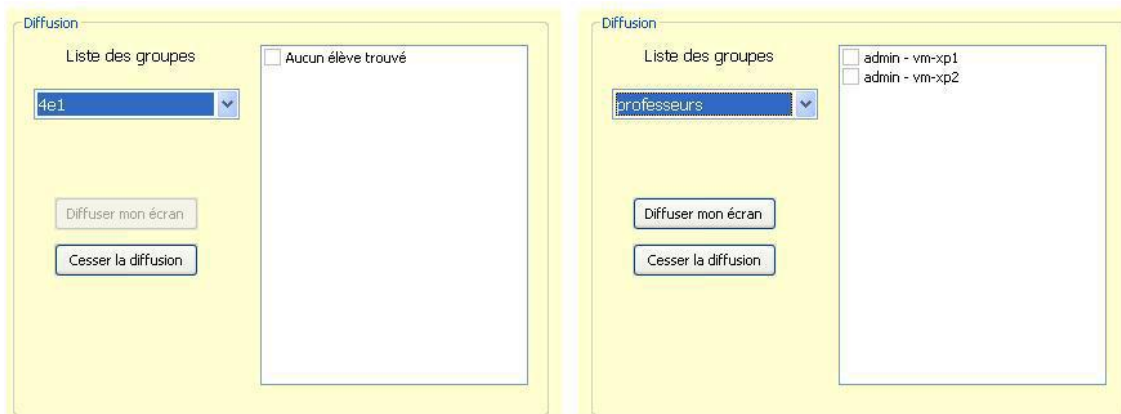 Diffusion
Liste des groupes
4e1
Aucun élève trouvé
Diffuser mon écran
Cesser la diffusion
Diffusion
Liste des groupes
professeurs
admin - vm-xp1
admin - vm-xp2
Diffuser mon écran
Cesser la diffusion